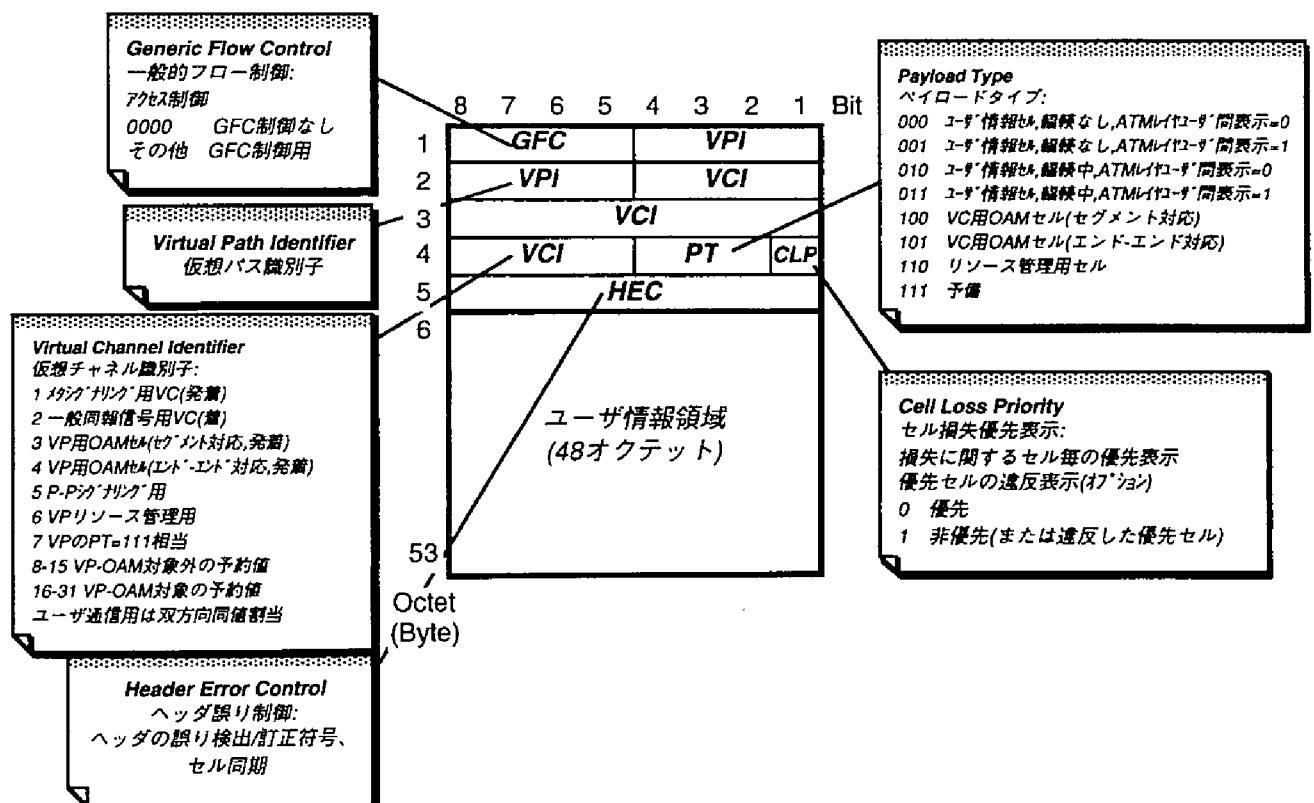 Generic Flow Control
一般的フロー制御:
アクセス制御
0000 GFC制御なし
その他 GFC制御用
Virtual Path Identifier
仮想パス識別子
Virtual Channel Identifier
仮想チャネル識別子:
1 メタシグナリング用VC(発着)
2 一般同報信号用VC(着)
3 VP用OAMセル(セグメント対応,発着)
4 VP用OAMセル(エンド-エンド対応,発着)
5 P-Pシグナリング用
6 VPリソース管理用
7 VPのPT=111相当
8-15 VP-OAM対象外の予約値
16-31 VP-OAM対象の予約値
ユーザ通信用は双方向同値割当
Header Error Control
ヘッダ誤り制御:
ヘッダの誤り検出/訂正符号、
セル同期
8 7 6 5 4 3 2 1 Bit
1 GFC VPI
2 VPI VCI
3 VCI
4 VCI PT CLP
5 HEC
6
ユーザ情報領域
(48オクテット)
53
Octet
(Byte)
Payload Type
ペイロードタイプ:
000 ユーザ情報セル,輻輳なし,ATMレイヤユーザ間表示=0
001 ユーザ情報セル,輻輳なし,ATMレイヤユーザ間表示=1
010 ユーザ情報セル,輻輳中,ATMレイヤユーザ間表示=0
011 ユーザ情報セル,輻輳中,ATMレイヤユーザ間表示=1
100 VC用OAMセル(セグメント対応)
101 VC用OAMセル(エンド-エンド対応)
110 リソース管理用セル
111 予備
Cell Loss Priority
セル損失優先表示:
損失に関するセル毎の優先表示
優先セルの違反表示(オプション)
0 優先
1 非優先(または違反した優先セル)